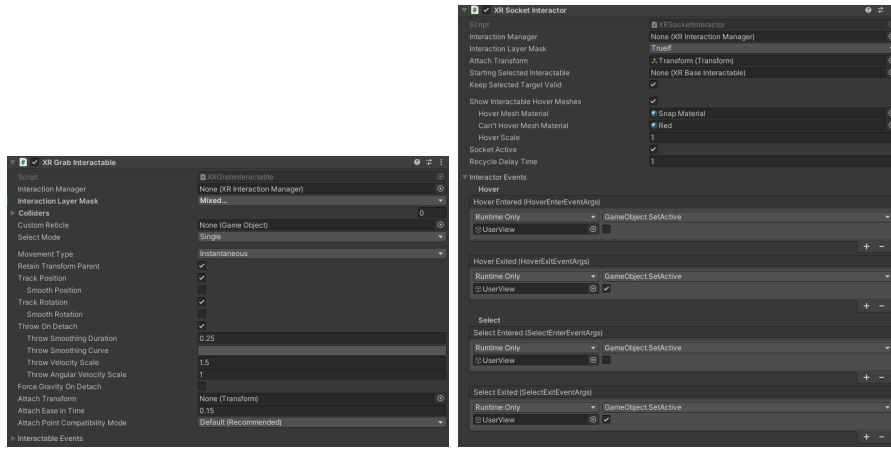 XR Grab Interactable
Script XRGrabInteractable
Interaction Manager None (XR Interaction Manager)
Interaction Layer Mask Mixed...
Colliders 0
Custom Reticle None (Game Object)
Select Mode Single
Movement Type Instantaneous
Retain Transform Parent
Track Position
Smooth Position
Track Rotation
Smooth Rotation
Throw On Detach
Throw Smoothing Duration 0.25
Throw Smoothing Curve
Throw Velocity Scale 1.5
Throw Angular Velocity Scale 1
Force Gravity On Detach
Attach Transform None (Transform)
Attach Ease In Time 0.15
Attach Point Compatibility Mode Default (Recommended)
Interactable Events
XR Socket Interactor
Script XRSocketInteractor
Interaction Manager None (XR Interaction Manager)
Interaction Layer Mask Truelf
Attach Transform Transform (Transform)
Starting Selected Interactable None (XR Base Interactable)
Keep Selected Target Valid
Show Interactable Hover Meshes
Hover Mesh Material Snap Material
Can't Hover Mesh Material Red
Hover Scale 1
Socket Active
Recycle Delay Time 1
Interactor Events
Hover
Hover Entered (HoverEnterEventArgs)
Runtime Only GameObject.SetActive
UserView
+ −
Hover Exited (HoverExitEventArgs)
Runtime Only GameObject.SetActive
UserView
+ −
Select
Select Entered (SelectEnterEventArgs)
Runtime Only GameObject.SetActive
UserView
+ −
Select Exited (SelectExitEventArgs)
Runtime Only GameObject.SetActive
UserView
+ −